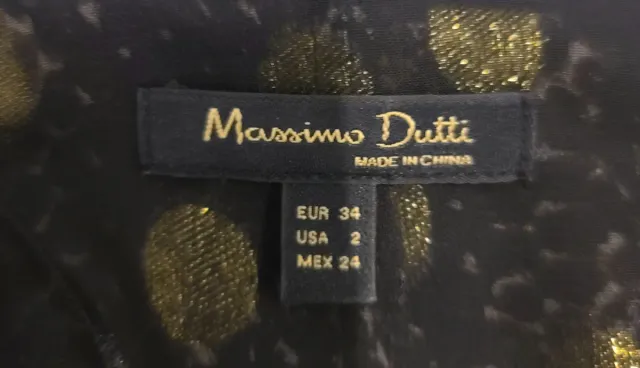 Massimo Dutti
MADE IN CHINA
EUR 34
USA 2
MEX 24